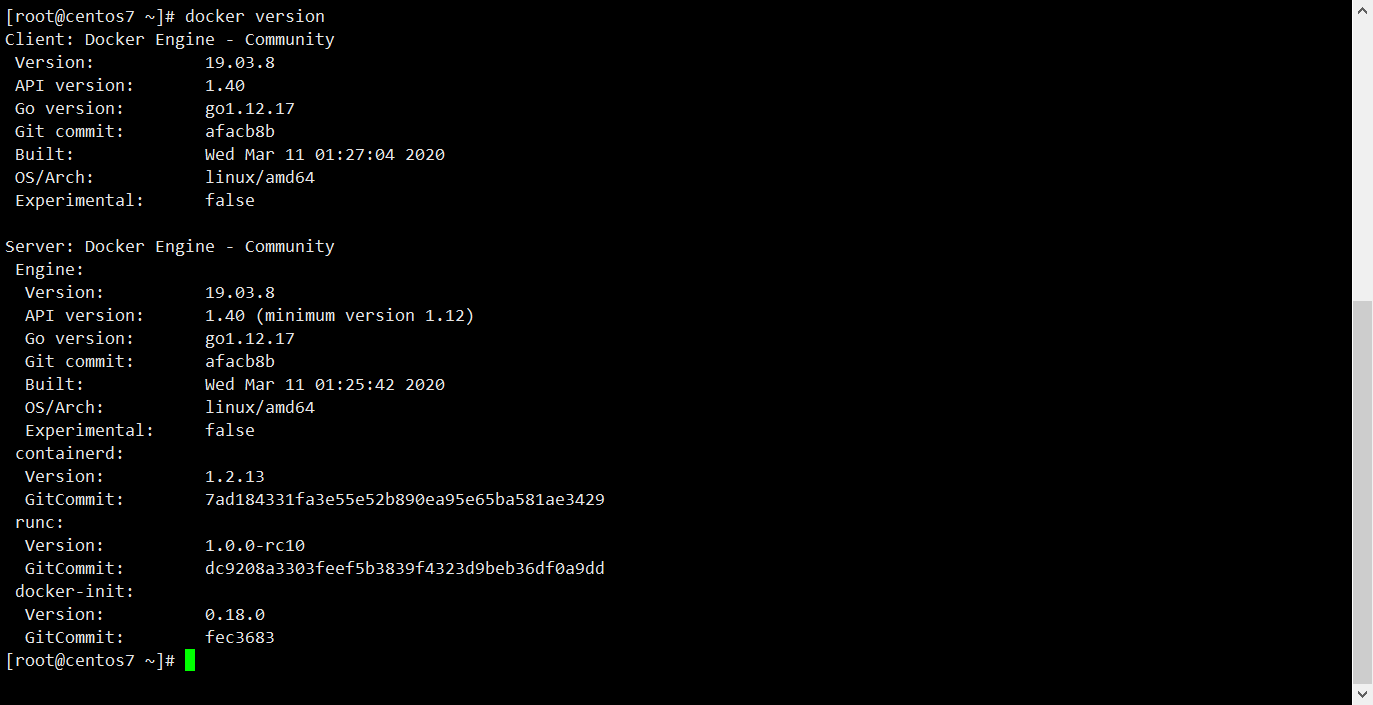 [root@centos7 ~]# docker version
Client: Docker Engine - Community
 Version:           19.03.8
 API version:       1.40
 Go version:        go1.12.17
 Git commit:        afacb8b
 Built:             Wed Mar 11 01:27:04 2020
 OS/Arch:           linux/amd64
 Experimental:      false

Server: Docker Engine - Community
 Engine:
  Version:          19.03.8
  API version:      1.40 (minimum version 1.12)
  Go version:       go1.12.17
  Git commit:       afacb8b
  Built:            Wed Mar 11 01:25:42 2020
  OS/Arch:          linux/amd64
  Experimental:     false
 containerd:
  Version:          1.2.13
  GitCommit:        7ad184331fa3e55e52b890ea95e65ba581ae3429
 runc:
  Version:          1.0.0-rc10
  GitCommit:        dc9208a3303feef5b3839f4323d9beb36df0a9dd
 docker-init:
  Version:          0.18.0
  GitCommit:        fec3683
[root@centos7 ~]#